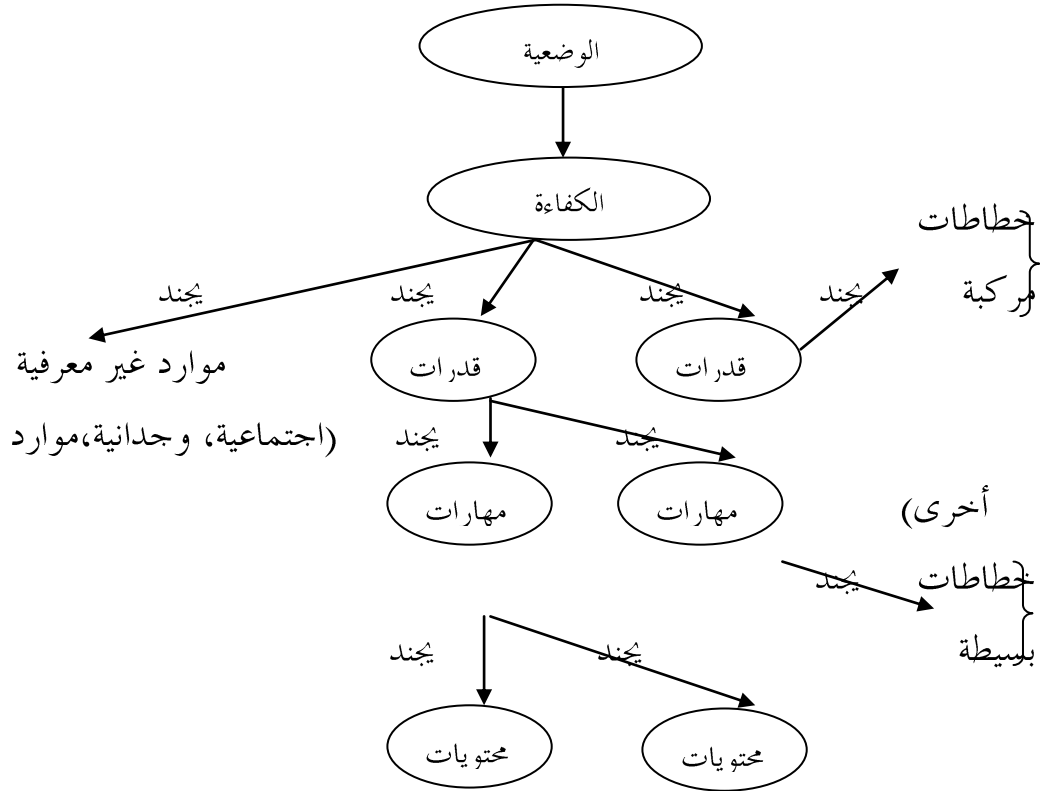 الوضعية
الكفاءة
خطاطات
مركبة
يجند
يجند
يجند
يجند
قدرات
قدرات
موارد غير معرفية
(اجتماعية، وجدانية،موارد
يجند
يجند
أخرى)
مهارات
مهارات
خطاطات
بسيطة
يجند
يجند
يجند
محتويات
محتويات